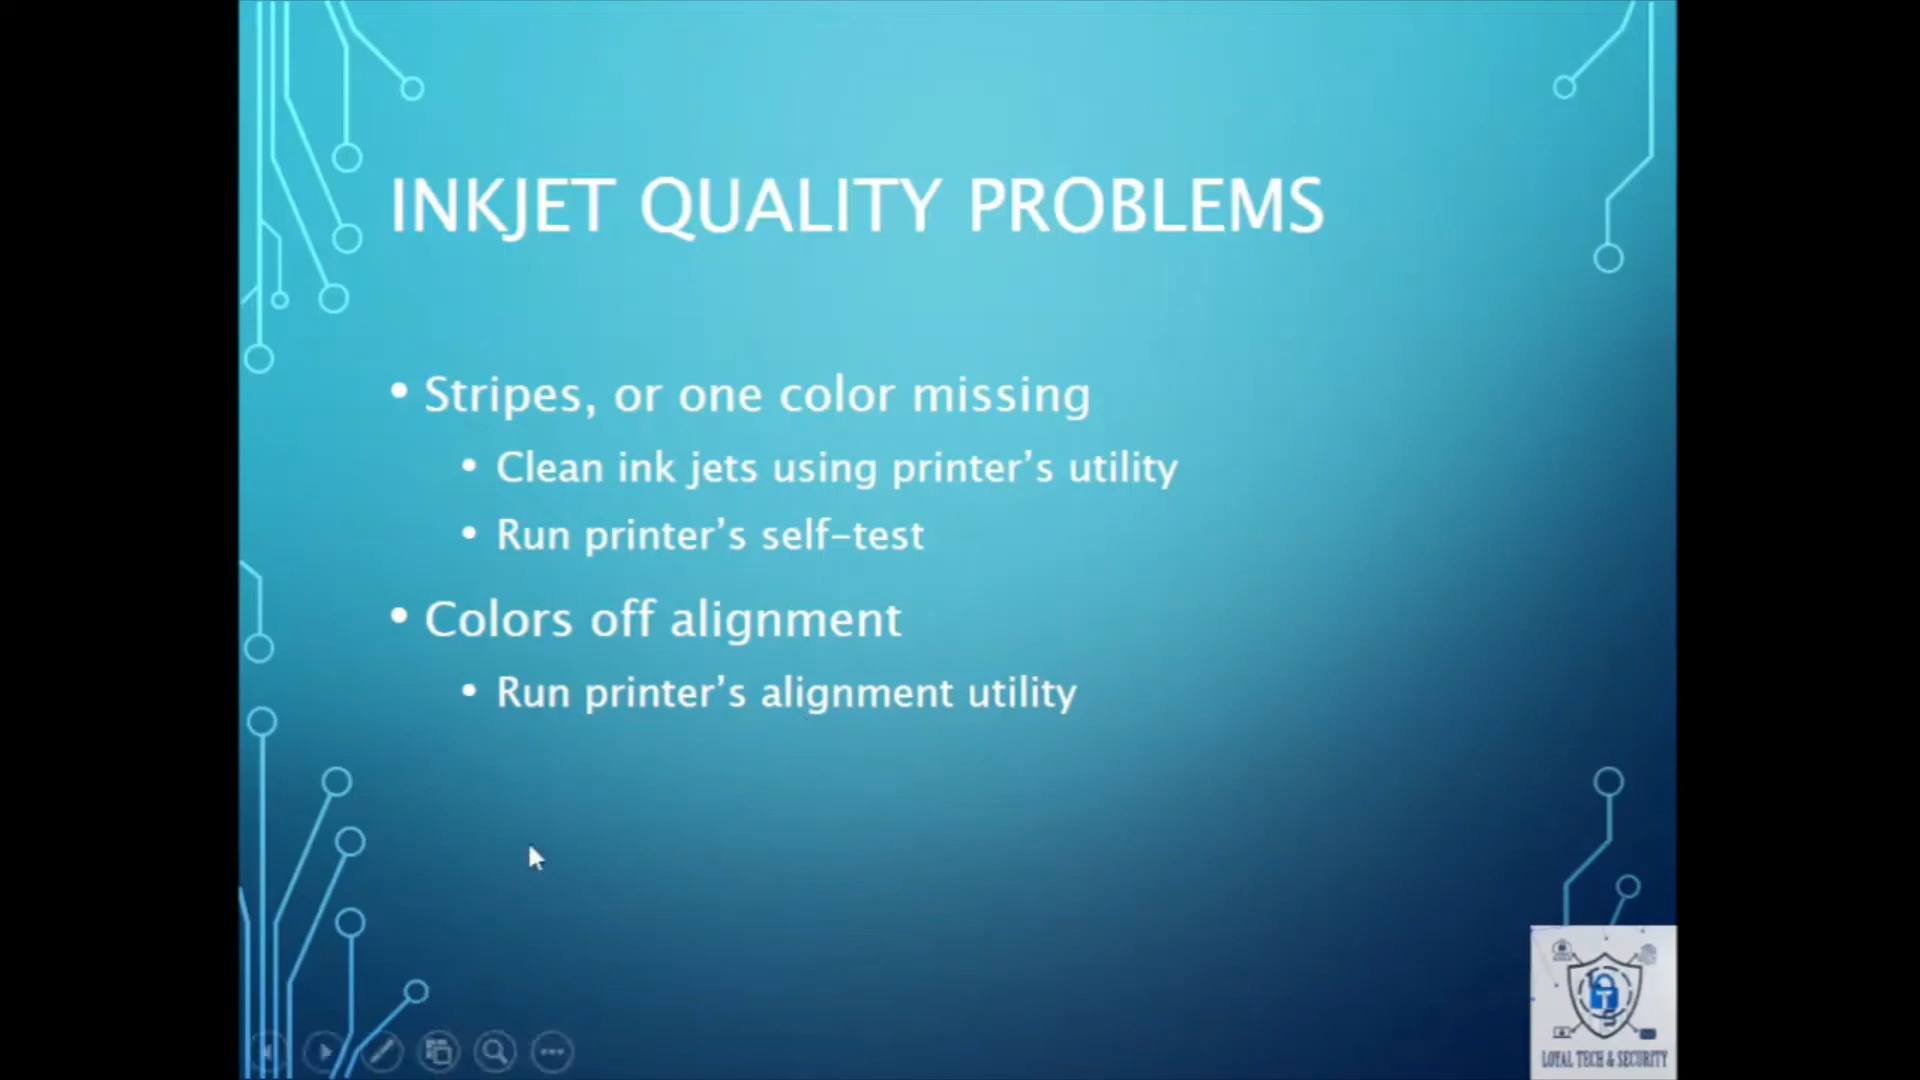 INKJET QUALITY PROBLEMS
• Stripes, or one color missing
• Clean ink jets using printer’s utility
• Run printer’s self-test
• Colors off alignment
• Run printer’s alignment utility
LOYAL TECH & SECURITY